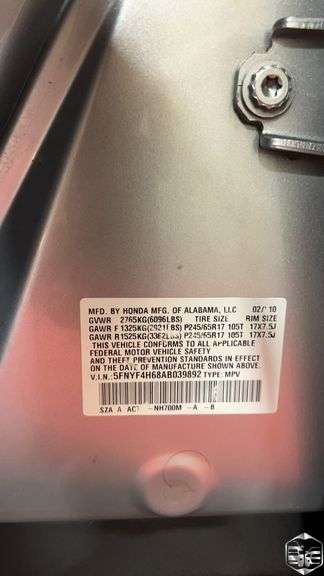 MFD. BY HONDA MFG. OF ALABAMA, LLC 02/10
GVWR 2765KG(6096LBS) TIRE SIZE RIM SIZE
GAWR F 1325KG(2921LBS) P245/65R17 105T 17X7.5J
GAWR R 1525KG(3362LBS) P245/65R17 105T 17X7.5J
THIS VEHICLE CONFORMS TO ALL APPLICABLE
FEDERAL MOTOR VEHICLE SAFETY
AND THEFT PREVENTION STANDARDS IN EFFECT
ON THE DATE OF MANUFACTURE SHOWN ABOVE.
V.I.N.:5FNYF4H68AB039892 TYPE: MPV
SZA A AC1 -NH700M -A -B